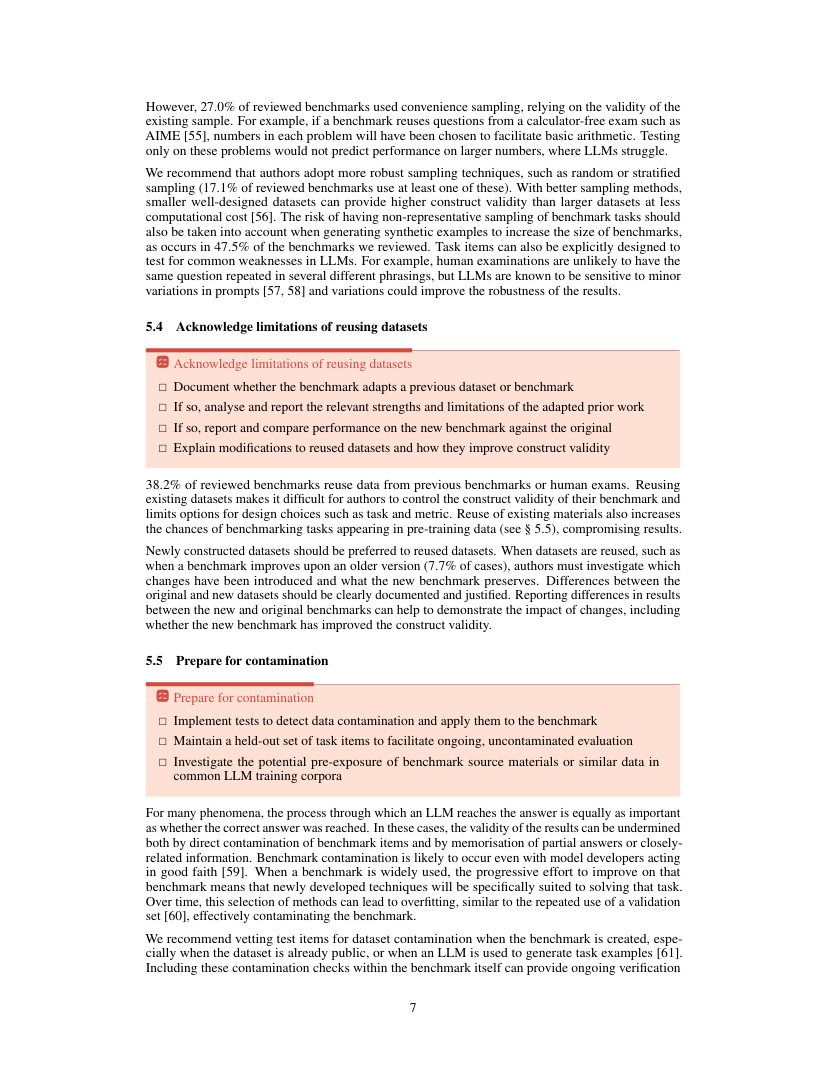 However, 27.0% of reviewed benchmarks used convenience sampling, relying on the validity of the
existing sample. For example, if a benchmark reuses questions from a calculator-free exam such as
AIME [55], numbers in each problem will have been chosen to facilitate basic arithmetic. Testing
only on these problems would not predict performance on larger numbers, where LLMs struggle.
We recommend that authors adopt more robust sampling techniques, such as random or stratified
sampling (17.1% of reviewed benchmarks use at least one of these). With better sampling methods,
smaller well-designed datasets can provide higher construct validity than larger datasets at less
computational cost [56]. The risk of having non-representative sampling of benchmark tasks should
also be taken into account when generating synthetic examples to increase the size of benchmarks,
as occurs in 47.5% of the benchmarks we reviewed. Task items can also be explicitly designed to
test for common weaknesses in LLMs. For example, human examinations are unlikely to have the
same question repeated in several different phrasings, but LLMs are known to be sensitive to minor
variations in prompts [57, 58] and variations could improve the robustness of the results.
5.4 Acknowledge limitations of reusing datasets
Acknowledge limitations of reusing datasets
□ Document whether the benchmark adapts a previous dataset or benchmark
□ If so, analyse and report the relevant strengths and limitations of the adapted prior work
□ If so, report and compare performance on the new benchmark against the original
□ Explain modifications to reused datasets and how they improve construct validity
38.2% of reviewed benchmarks reuse data from previous benchmarks or human exams. Reusing
existing datasets makes it difficult for authors to control the construct validity of their benchmark and
limits options for design choices such as task and metric. Reuse of existing materials also increases
the chances of benchmarking tasks appearing in pre-training data (see § 5.5), compromising results.
Newly constructed datasets should be preferred to reused datasets. When datasets are reused, such as
when a benchmark improves upon an older version (7.7% of cases), authors must investigate which
changes have been introduced and what the new benchmark preserves. Differences between the
original and new datasets should be clearly documented and justified. Reporting differences in results
between the new and original benchmarks can help to demonstrate the impact of changes, including
whether the new benchmark has improved the construct validity.
5.5 Prepare for contamination
Prepare for contamination
□ Implement tests to detect data contamination and apply them to the benchmark
□ Maintain a held-out set of task items to facilitate ongoing, uncontaminated evaluation
□ Investigate the potential pre-exposure of benchmark source materials or similar data in
common LLM training corpora
For many phenomena, the process through which an LLM reaches the answer is equally as important
as whether the correct answer was reached. In these cases, the validity of the results can be undermined
both by direct contamination of benchmark items and by memorisation of partial answers or closely-
related information. Benchmark contamination is likely to occur even with model developers acting
in good faith [59]. When a benchmark is widely used, the progressive effort to improve on that
benchmark means that newly developed techniques will be specifically suited to solving that task.
Over time, this selection of methods can lead to overfitting, similar to the repeated use of a validation
set [60], effectively contaminating the benchmark.
We recommend vetting test items for dataset contamination when the benchmark is created, espe-
cially when the dataset is already public, or when an LLM is used to generate task examples [61].
Including these contamination checks within the benchmark itself can provide ongoing verification
7